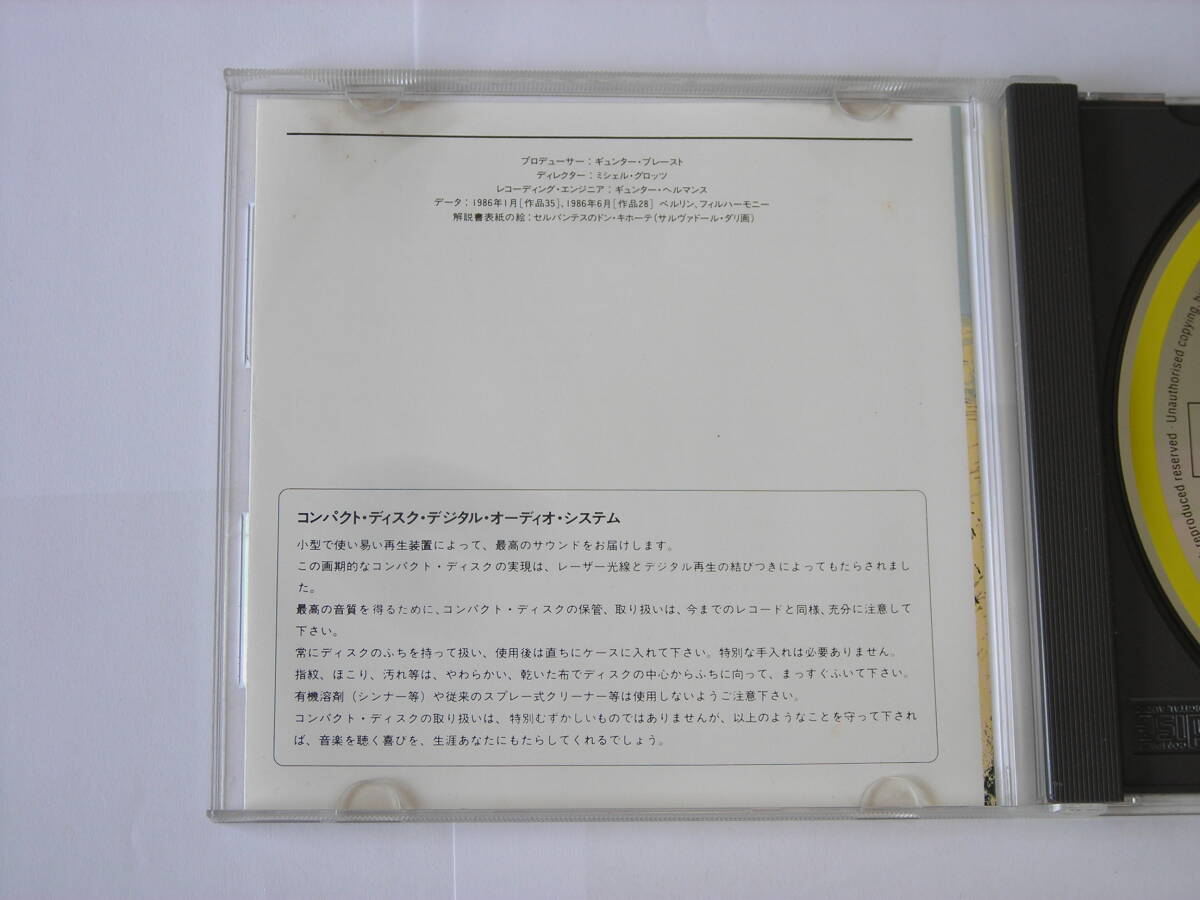 プロデューサー：ギュンター・ブレースト
ディレクター：ミシェル・グロッツ
レコーディング・エンジニア：ギュンター・ヘルマンス
データ：1986年1月[作品35]、1986年6月[作品28] ベルリン、フィルハーモニー
解説書表紙の絵：セルバンテスのドン・キホーテ（サルヴァドール・ダリ画）
コンパクト・ディスク・デジタル・オーディオ・システム
小型で使い易い再生装置によって、最高のサウンドをお届けします。
この画期的なコンパクト・ディスクの実現は、レーザー光線とデジタル再生の結びつきによってもたらされまし
た。
最高の音質を得るために、コンパクト・ディスクの保管、取り扱いは、今までのレコードと同様、充分に注意して
下さい。
常にディスクのふちを持って扱い、使用後は直ちにケースに入れて下さい。特別な手入れは必要ありません。
指紋、ほこり、汚れ等は、やわらかい、乾いた布でディスクの中心からふちに向って、まっすぐふいて下さい。
有機溶剤（シンナー等）や従来のスプレー式クリーナー等は使用しないようご注意下さい。
コンパクト・ディスクの取り扱いは、特別むずかしいものではありませんが、以上のようなことを守って下され
ば、音楽を聴く喜びを、生涯あなたにもたらしてくれるでしょう。
reproduced reserved · Unauthorised copying,